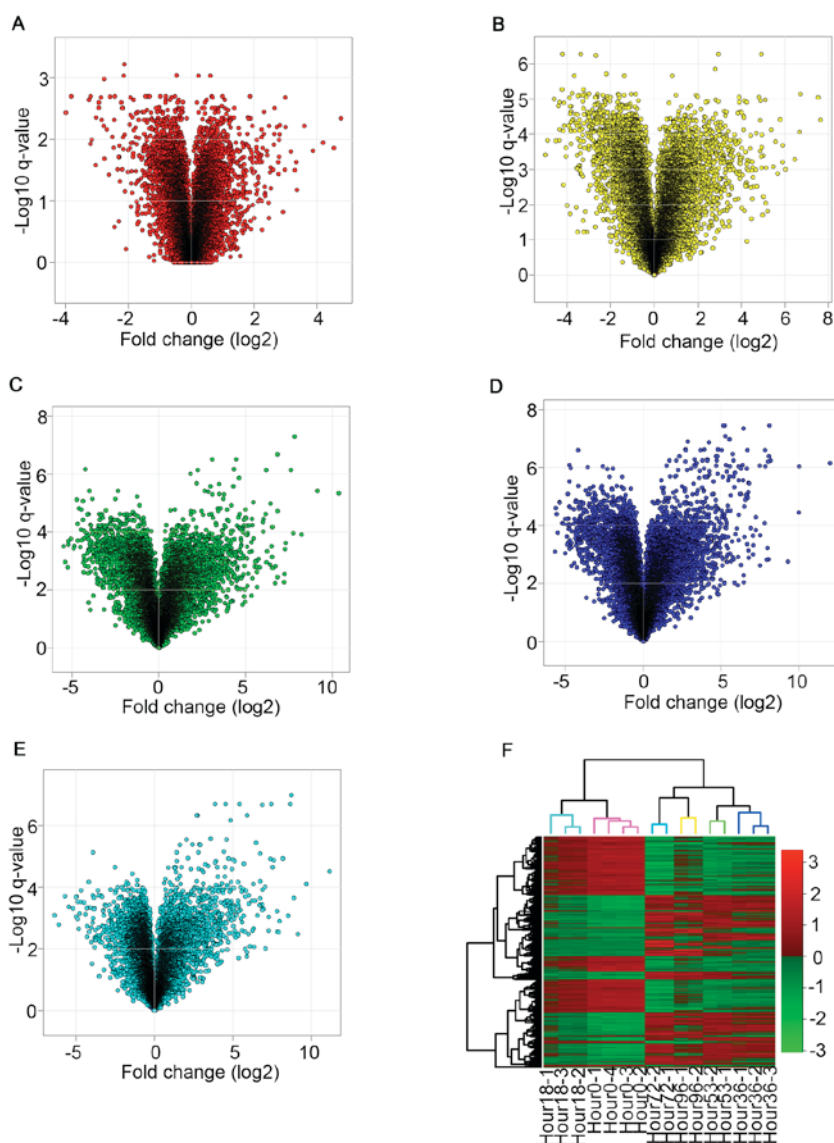 A
-Log10 q-value
3
2
1
0
-4 -2 0 2 4
Fold change (log2)
B
-Log10 q-value
6
5
4
3
2
1
0
-4 -2 0 2 4 6 8
Fold change (log2)
C
-Log10 q-value
8
6
4
2
0
-5 0 5 10
Fold change (log2)
D
-Log10 q-value
8
6
4
2
0
-5 0 5 10
Fold change (log2)
E
-Log10 q-value
6
4
2
0
-5 0 5 10
Fold change (log2)
F
3
2
1
0
-1
-2
-3
Hour18-1
Hour18-3
Hour18-2
Hour0-1
Hour0-4
Hour0-3
Hour0-2
Hour72-2
Hour72-1
Hour96-1
Hour96-2
Hour53-2
Hour53-1
Hour36-1
Hour36-2
Hour36-3